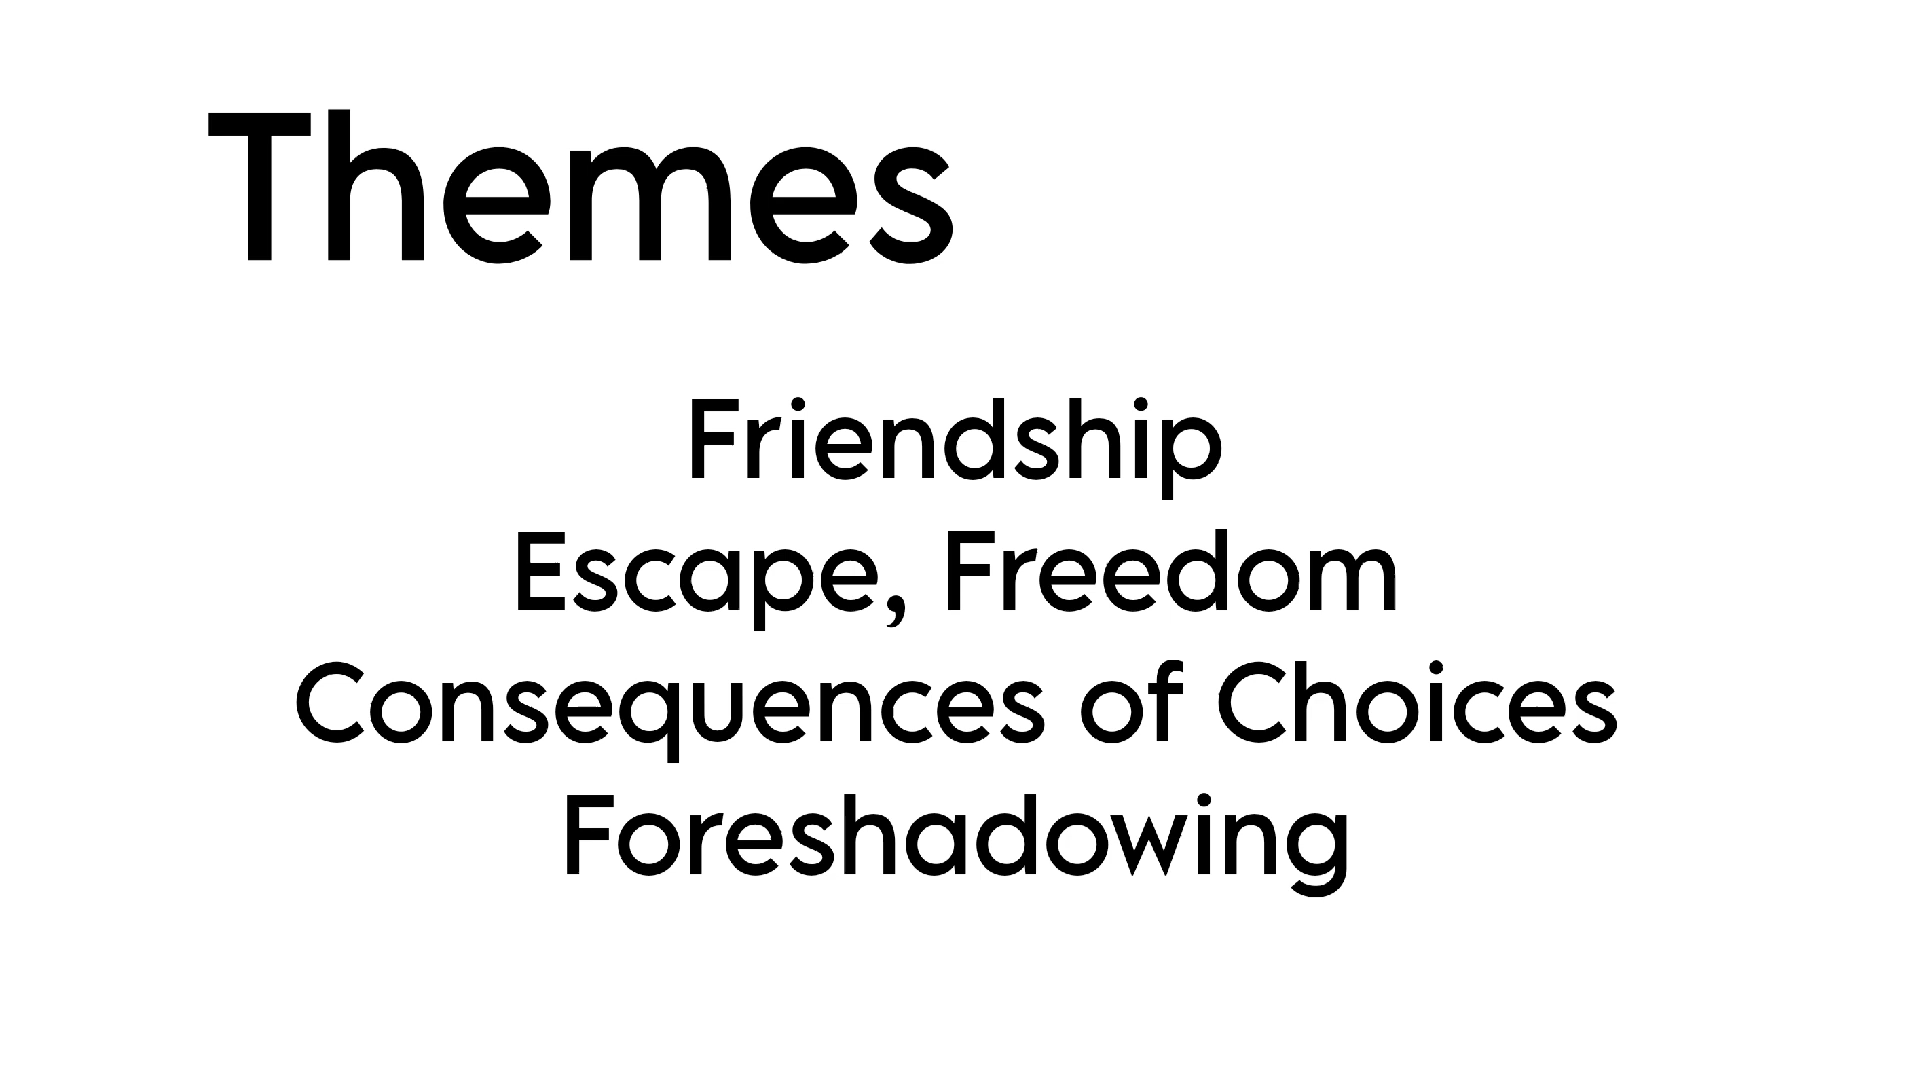 Themes
Friendship
Escape, Freedom
Consequences of Choices
Foreshadowing